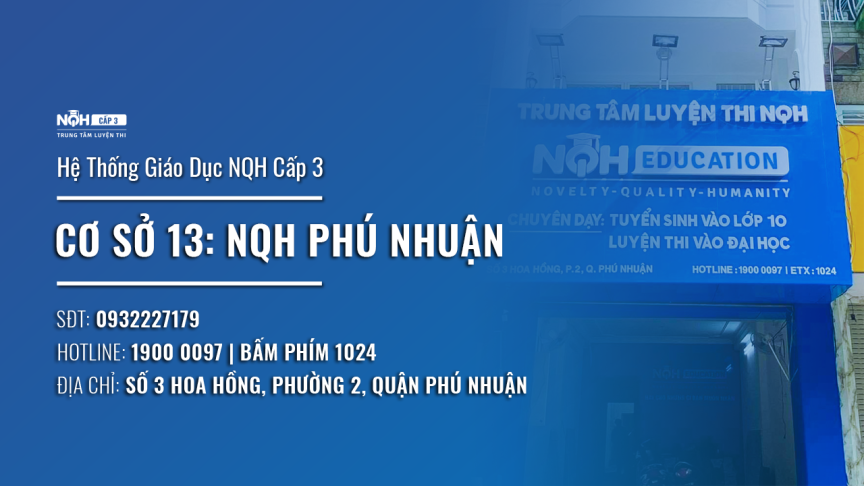 NQH CẤP 3
TRUNG TÂM LUYỆN THI
Hệ Thống Giáo Dục NQH Cấp 3
CƠ SỞ 13: NQH PHÚ NHUẬN
SĐT: 0932227179
HOTLINE: 1900 0097 | BẤM PHÍM 1024
ĐỊA CHỈ: SỐ 3 HOA HỒNG, PHƯỜNG 2, QUẬN PHÚ NHUẬN
TRUNG TÂM LUYỆN THI NQH
NQH EDUCATION
NOVELTY-QUALITY-HUMANITY
CHUYÊN DẠY: TUYỂN SINH VÀO LỚP 10
LUYỆN THI VÀO ĐẠI HỌC
3 HOA HỒNG, P.2, Q. PHÚ NHUẬN HOTLINE : 1900 0097 | ETX : 1024